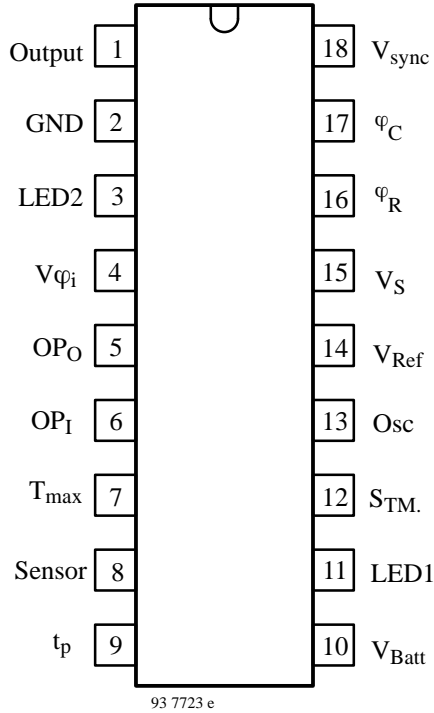 Output 1 18 Vsync
GND 2 17 φC
LED2 3 16 φR
Vφi 4 15 VS
OPO 5 14 VRef
OPI 6 13 Osc
Tmax 7 12 STM.
Sensor 8 11 LED1
tp 9 10 VBatt
93 7723 e